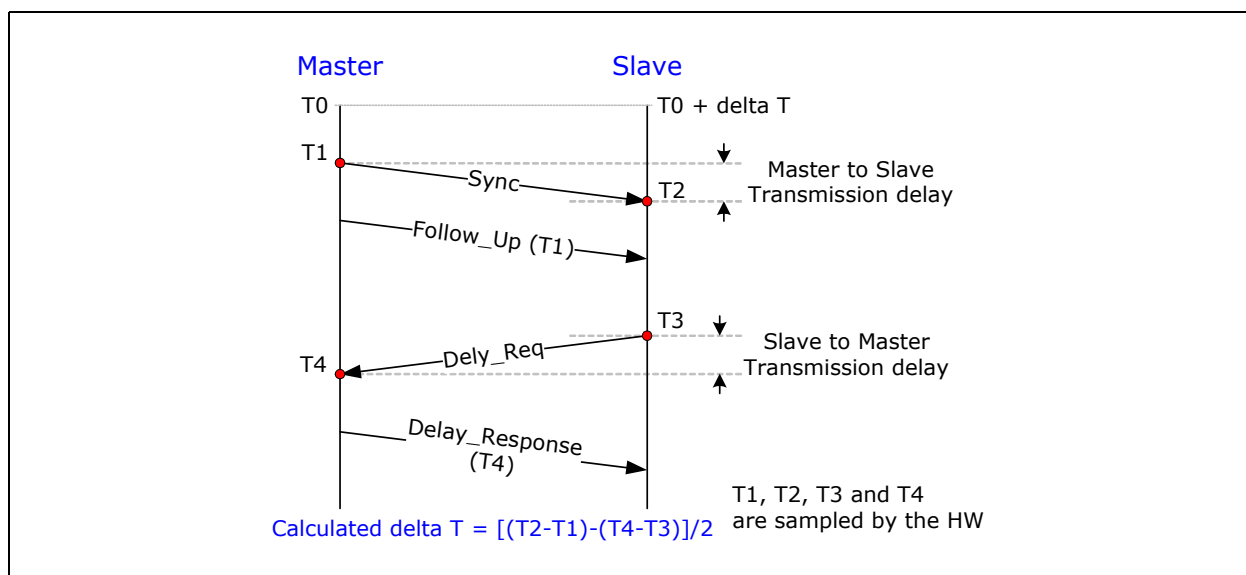 Master
Slave
T0
T0 + delta T
T1
Sync
T2
Master to Slave
Transmission delay
Follow_Up (T1)
T3
Slave to Master
Transmission delay
Dely_Req
T4
Delay_Response
(T4)
T1, T2, T3 and T4
are sampled by the HW
Calculated delta T = [(T2-T1)-(T4-T3)]/2